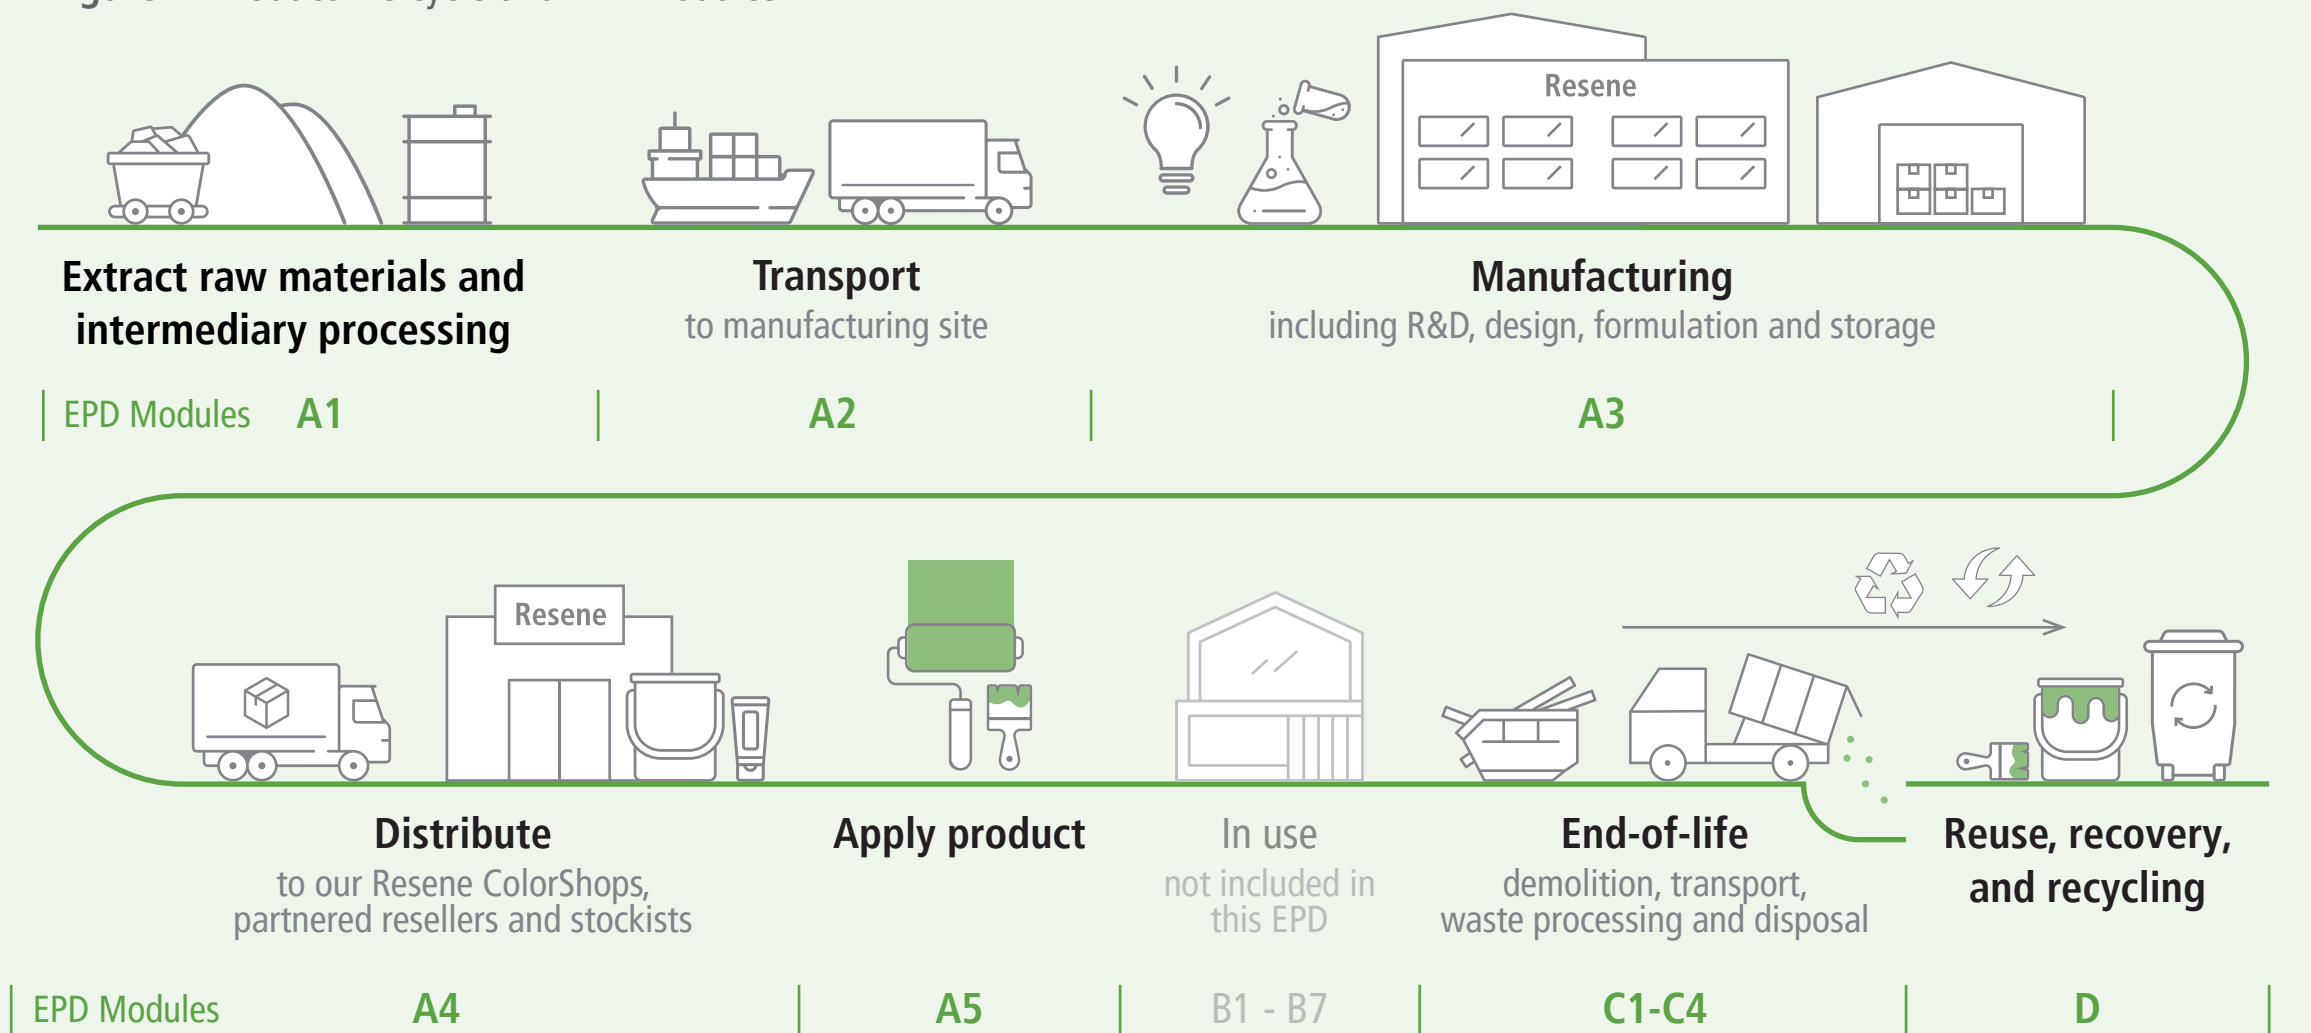 Resene
Extract raw materials and
intermediary processing
Transport
to manufacturing site
Manufacturing
including R&D, design, formulation and storage
EPD Modules A1
A2
A3
Resene
Distribute
to our Resene ColorShops,
partnered resellers and stockists
Apply product
In use
not included in
this EPD
End-of-life
demolition, transport,
waste processing and disposal
Reuse, recovery,
and recycling
EPD Modules A4
A5
B1 - B7
C1-C4
D